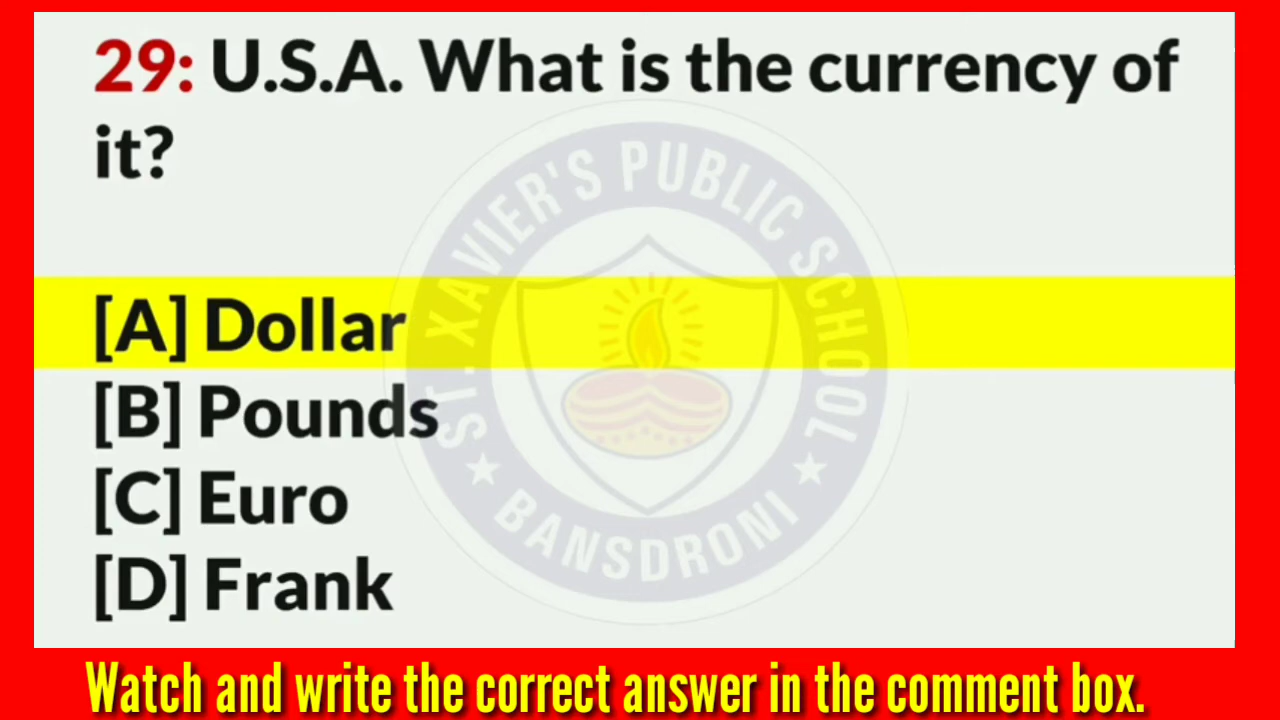 29: U.S.A. What is the currency of
it?
[A] Dollar
[B] Pounds
[C] Euro
[D] Frank
ST. XAVIER'S PUBLIC SCHOOL
★ BANSDRONI ★
Watch and write the correct answer in the comment box.